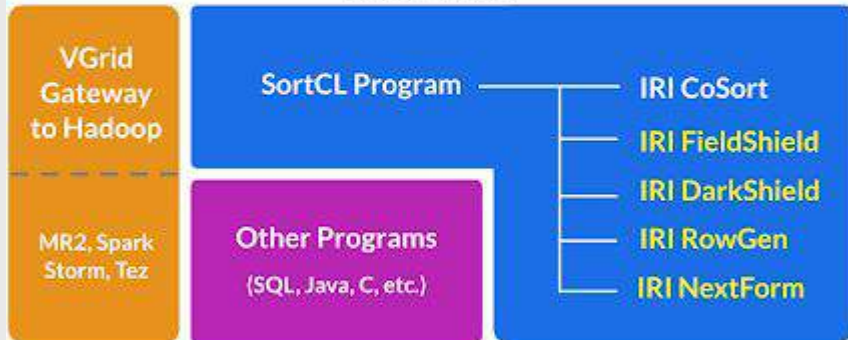 VGrid
Gateway
to Hadoop
MR2, Spark
Storm, Tez
SortCL Program
IRI CoSort
IRI FieldShield
IRI DarkShield
IRI RowGen
IRI NextForm
Other Programs
(SQL, Java, C, etc.)